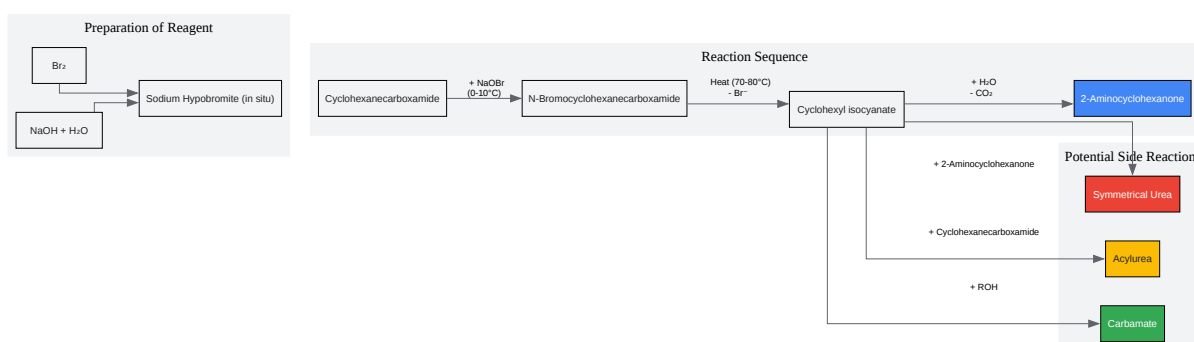 Preparation of Reagent
Br₂
Sodium Hypobromite (in situ)
NaOH + H₂O
Reaction Sequence
Cyclohexanecarboxamide
+ NaOBr
(0-10°C)
N-Bromocyclohexanecarboxamide
Heat (70-80°C)
- Br⁻
Cyclohexyl isocyanate
+ H₂O
- CO₂
2-Aminocyclohexanone
Potential Side Reaction
+ 2-Aminocyclohexanone
Symmetrical Urea
+ Cyclohexanecarboxamide
Acylurea
+ ROH
Carbamate